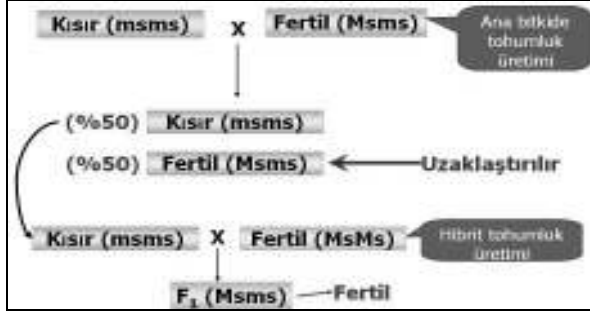 Kısır (msms) X Fertil (Msms)
Ana bitkide
tohumluk
üretimi
(%50) Kısır (msms)
(%50) Fertil (Msms) Uzaklaştırılır
Kısır (msms) X Fertil (MsMs)
Hibrit tohumluk
üretimi
F₁ (Msms) Fertil